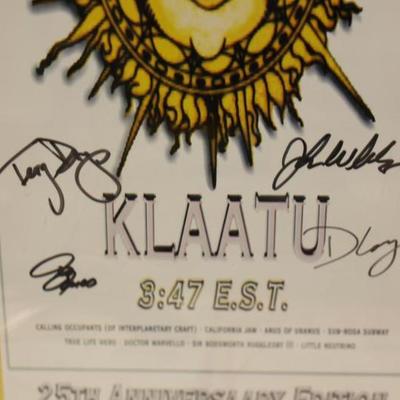 KLAATU
3:47 E.S.T.
CALLING OCCUPANTS (OF INTERPLANETARY CRAFT) · CALIFORNIA JAM · ANUS OF URANUS · SUB-ROSA SUBWAY
TRUE LIFE HERO · DOCTOR MARVELLO · SIR BODSWORTH RUGGLESBY III · LITTLE NEUTRINO
25TH ANNIVERSARY EDITION